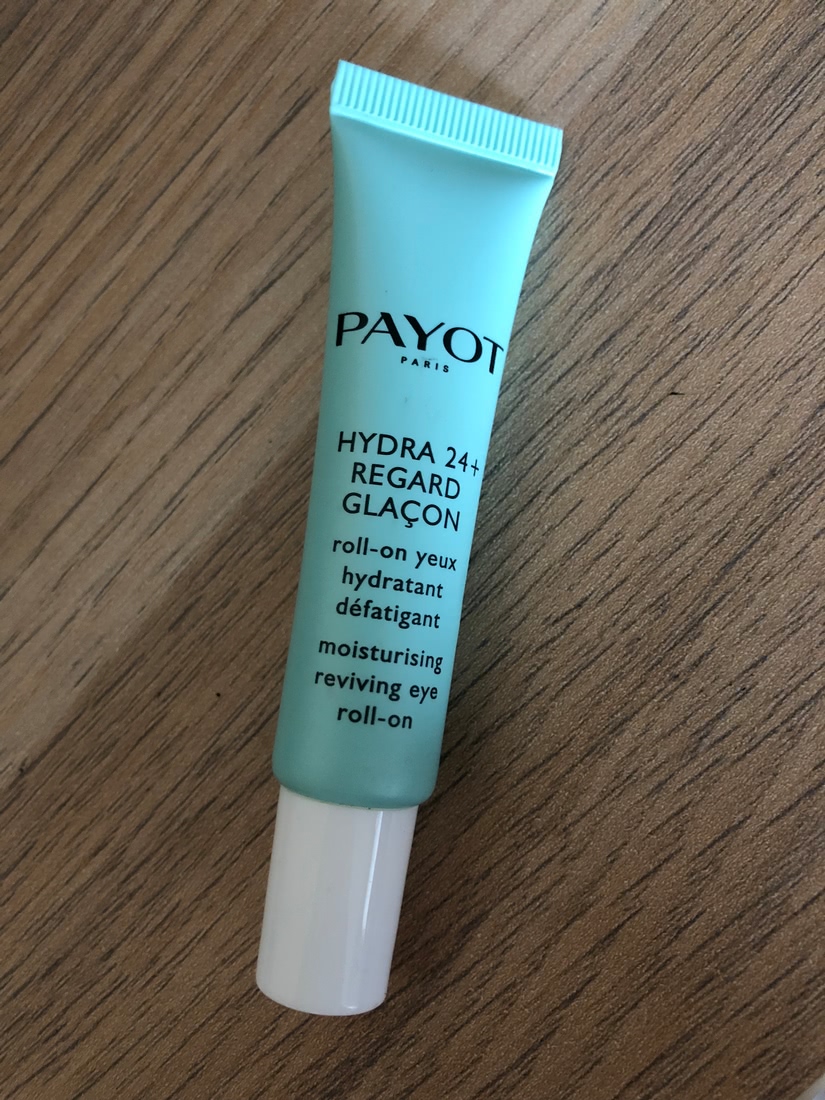 PAYOT
PARIS
HYDRA 24+
REGARD
GLAÇON
roll-on yeux
hydratant
défatigant
moisturising
reviving eye
roll-on